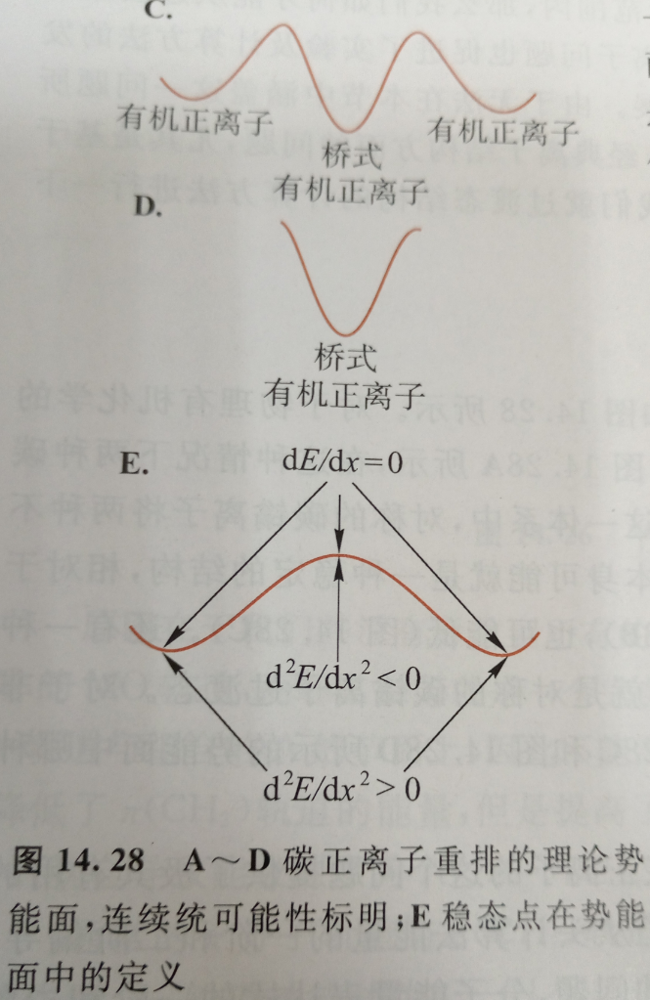 C.
有机正离子
有机正离子
桥式
有机正离子
D.
桥式
有机正离子
E.
dE/dx=0
d²E/dx²<0
d²E/dx²>0
图 14.28 A～D 碳正离子重排的理论势
能面,连续统可能性标明;E 稳态点在势能
面中的定义